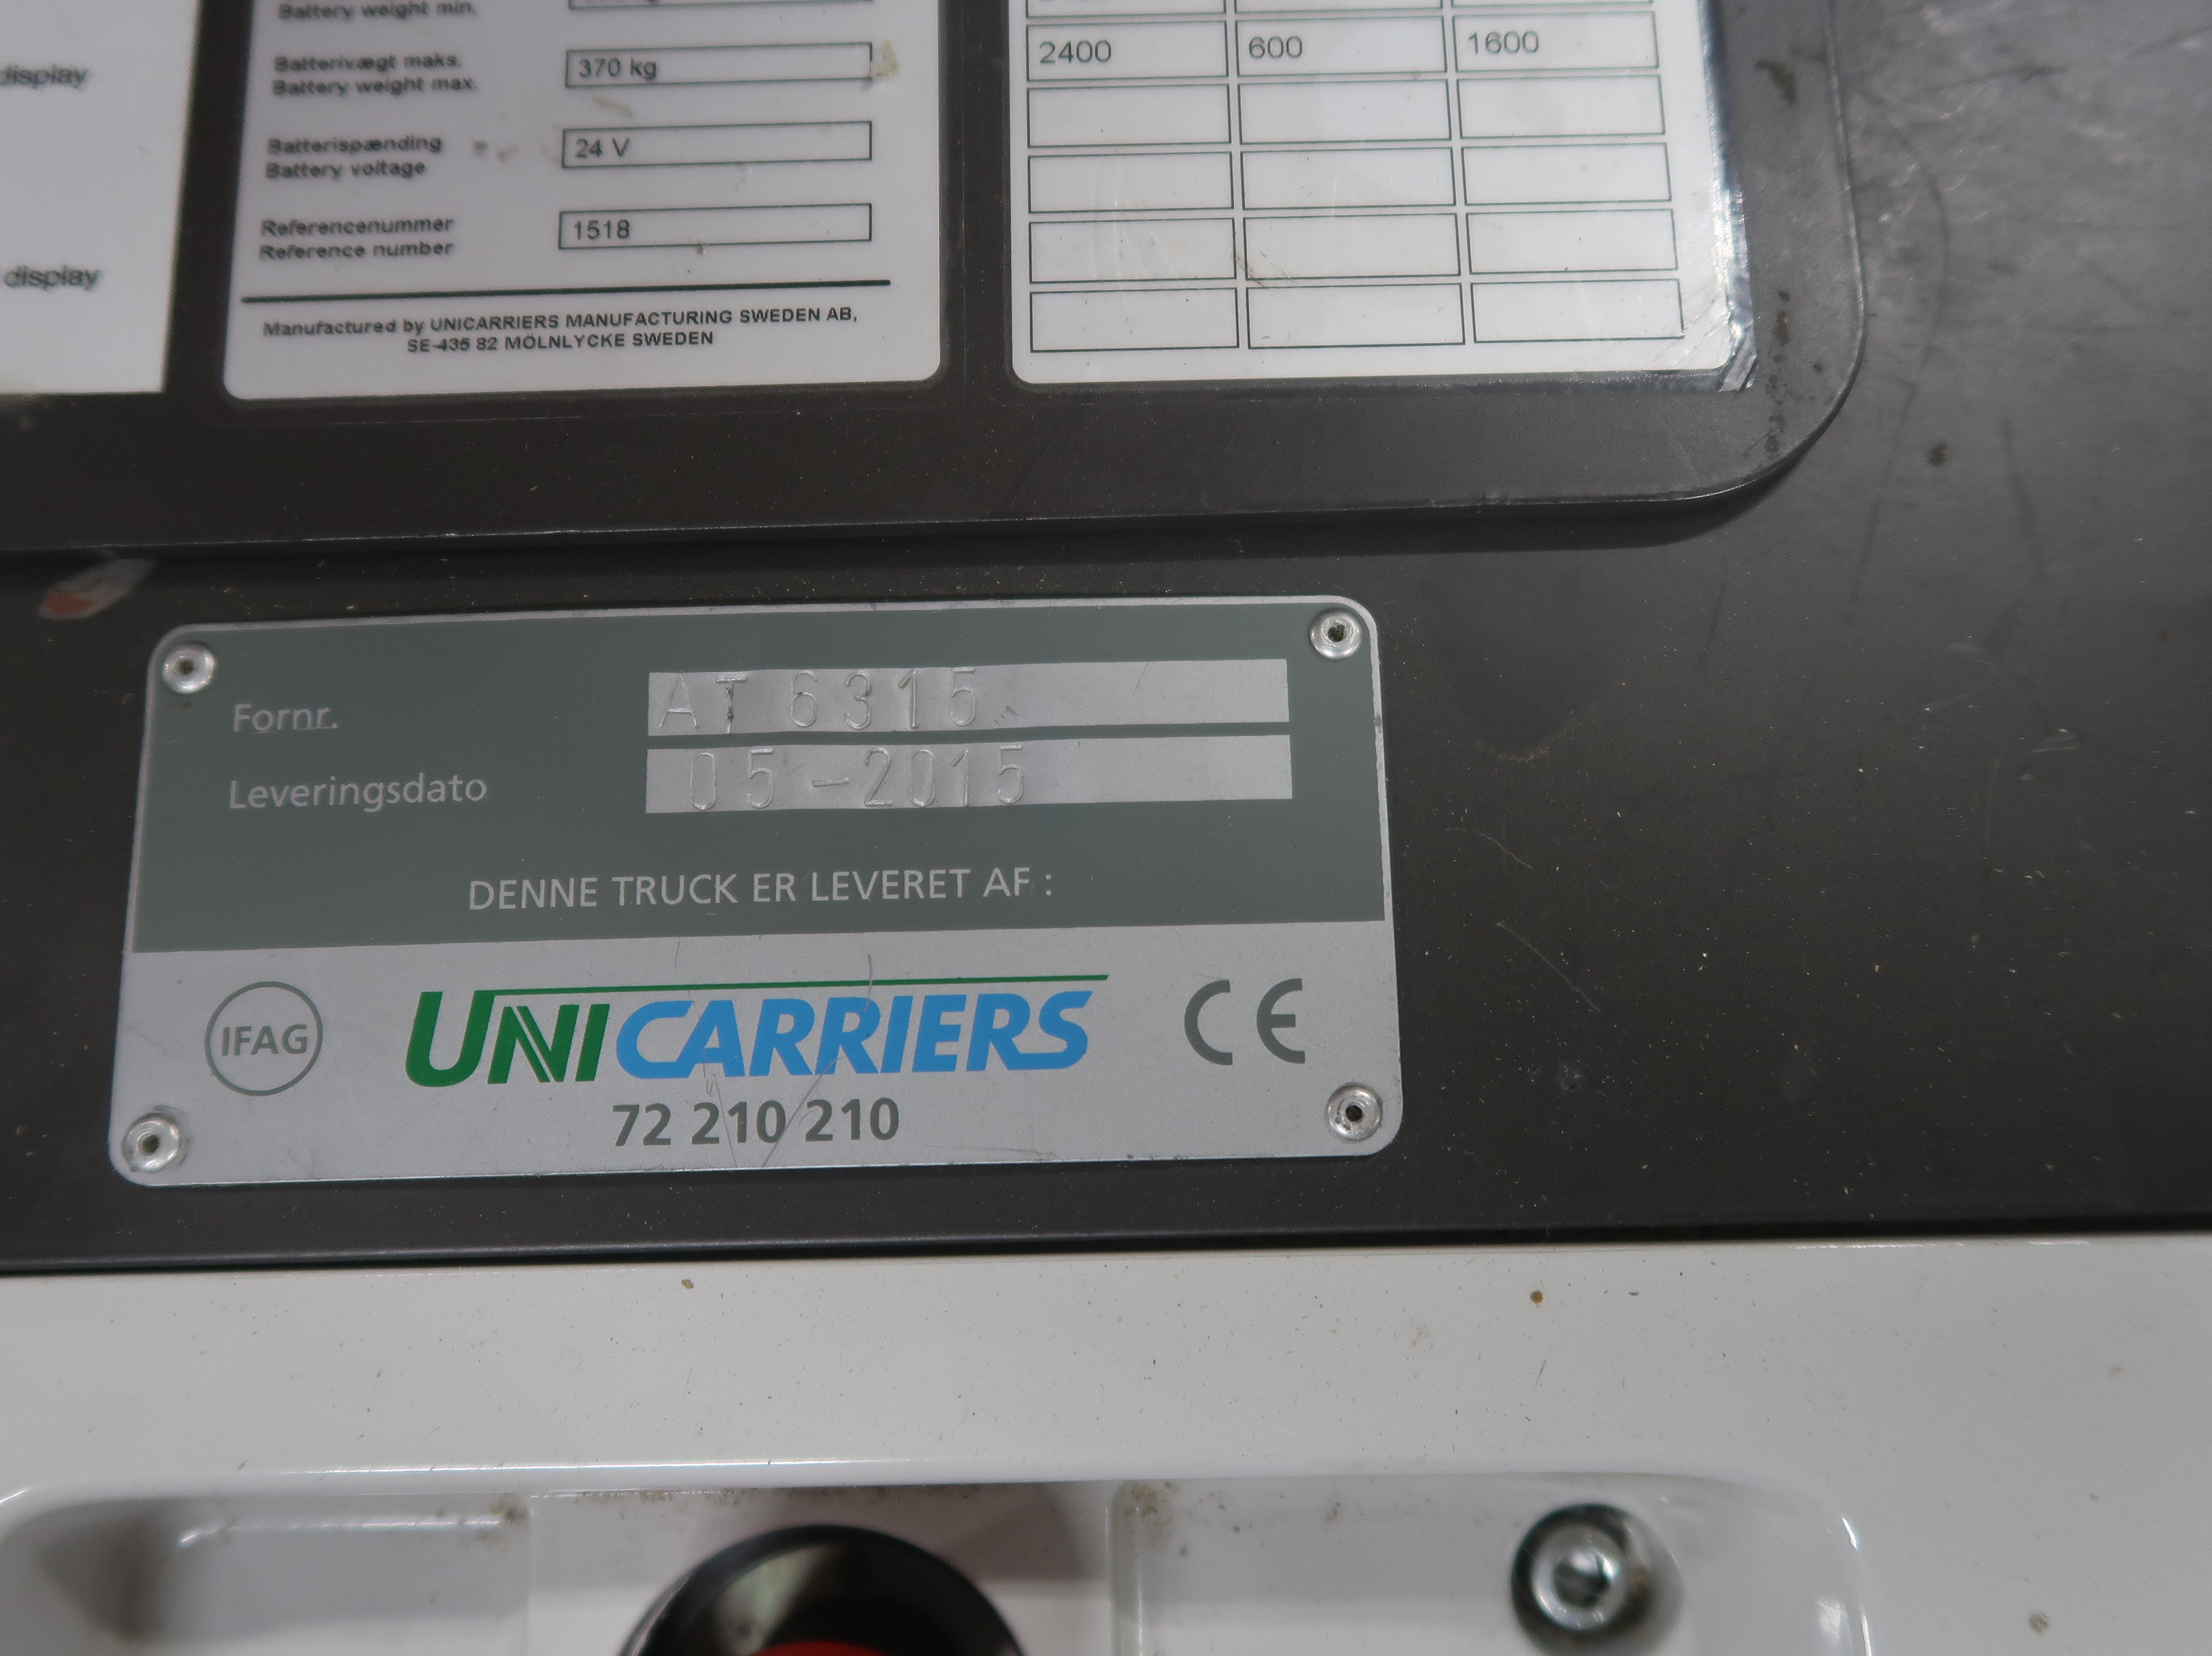 display
display
Battery weight min.
Batterivægt maks.
Battery weight max.
370 kg
Batterispænding
Battery voltage
24 V
Referencenummer
Reference number
1518
Manufactured by UNICARRIERS MANUFACTURING SWEDEN AB,
SE-435 82 MÖLNLYCKE SWEDEN
2400 600 1600
Fornr. AT 6315
Leveringsdato 05-2015
DENNE TRUCK ER LEVERET AF :
IFAG UNICARRIERS CE
72 210 210